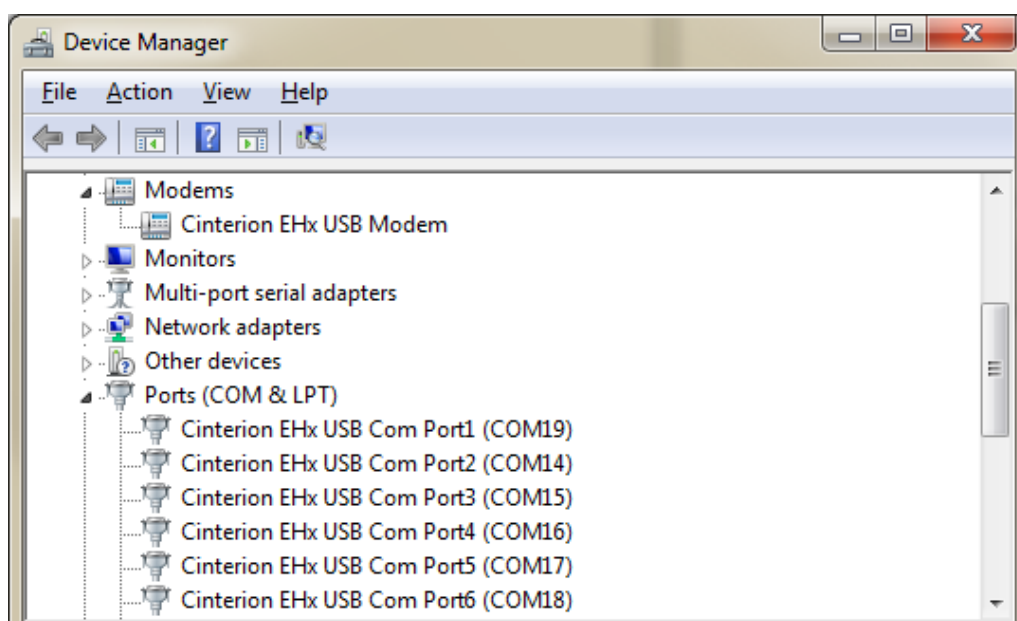 Device Manager
File Action View Help
Modems
Cinterion EHx USB Modem
Monitors
Multi-port serial adapters
Network adapters
Other devices
Ports (COM & LPT)
Cinterion EHx USB Com Port1 (COM19)
Cinterion EHx USB Com Port2 (COM14)
Cinterion EHx USB Com Port3 (COM15)
Cinterion EHx USB Com Port4 (COM16)
Cinterion EHx USB Com Port5 (COM17)
Cinterion EHx USB Com Port6 (COM18)